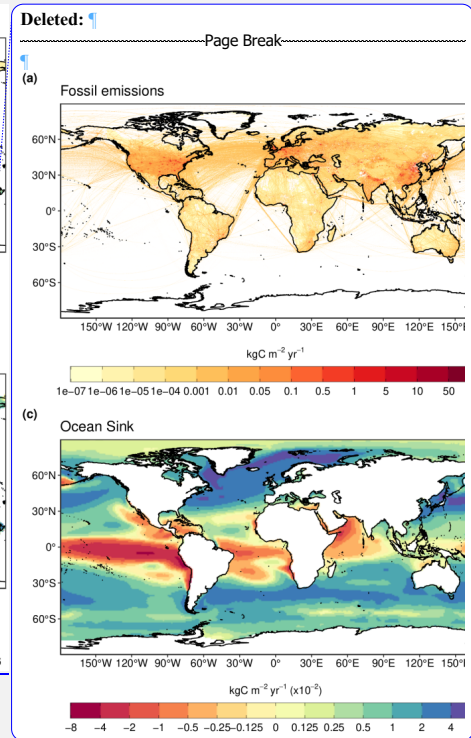 Deleted: ¶
Page Break
¶
(a)
Fossil emissions
60°N
30°N
0°
30°S
60°S
150°W 120°W 90°W 60°W 30°W 0° 30°E 60°E 90°E 120°E 150°E
kgC m⁻² yr⁻¹
1e−07 1e−06 1e−05 1e−04 0.001 0.01 0.05 0.1 0.5 1 5 10 50
(c)
Ocean Sink
60°N
30°N
0°
30°S
60°S
150°W 120°W 90°W 60°W 30°W 0° 30°E 60°E 90°E 120°E 150°E
kgC m⁻² yr⁻¹ (x10⁻²)
−8 −4 −2 −1 −0.5 −0.25 −0.125 0 0.125 0.25 0.5 1 2 4